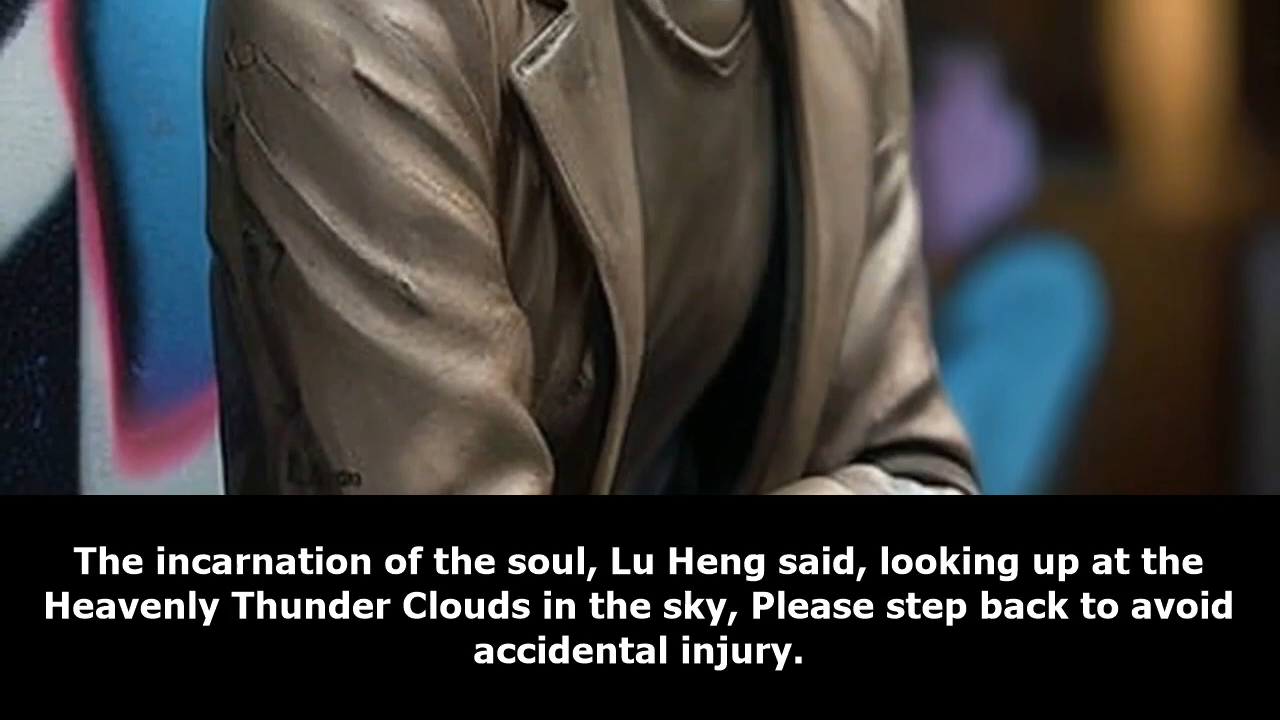 The incarnation of the soul, Lu Heng said, looking up at the
Heavenly Thunder Clouds in the sky, Please step back to avoid
accidental injury.